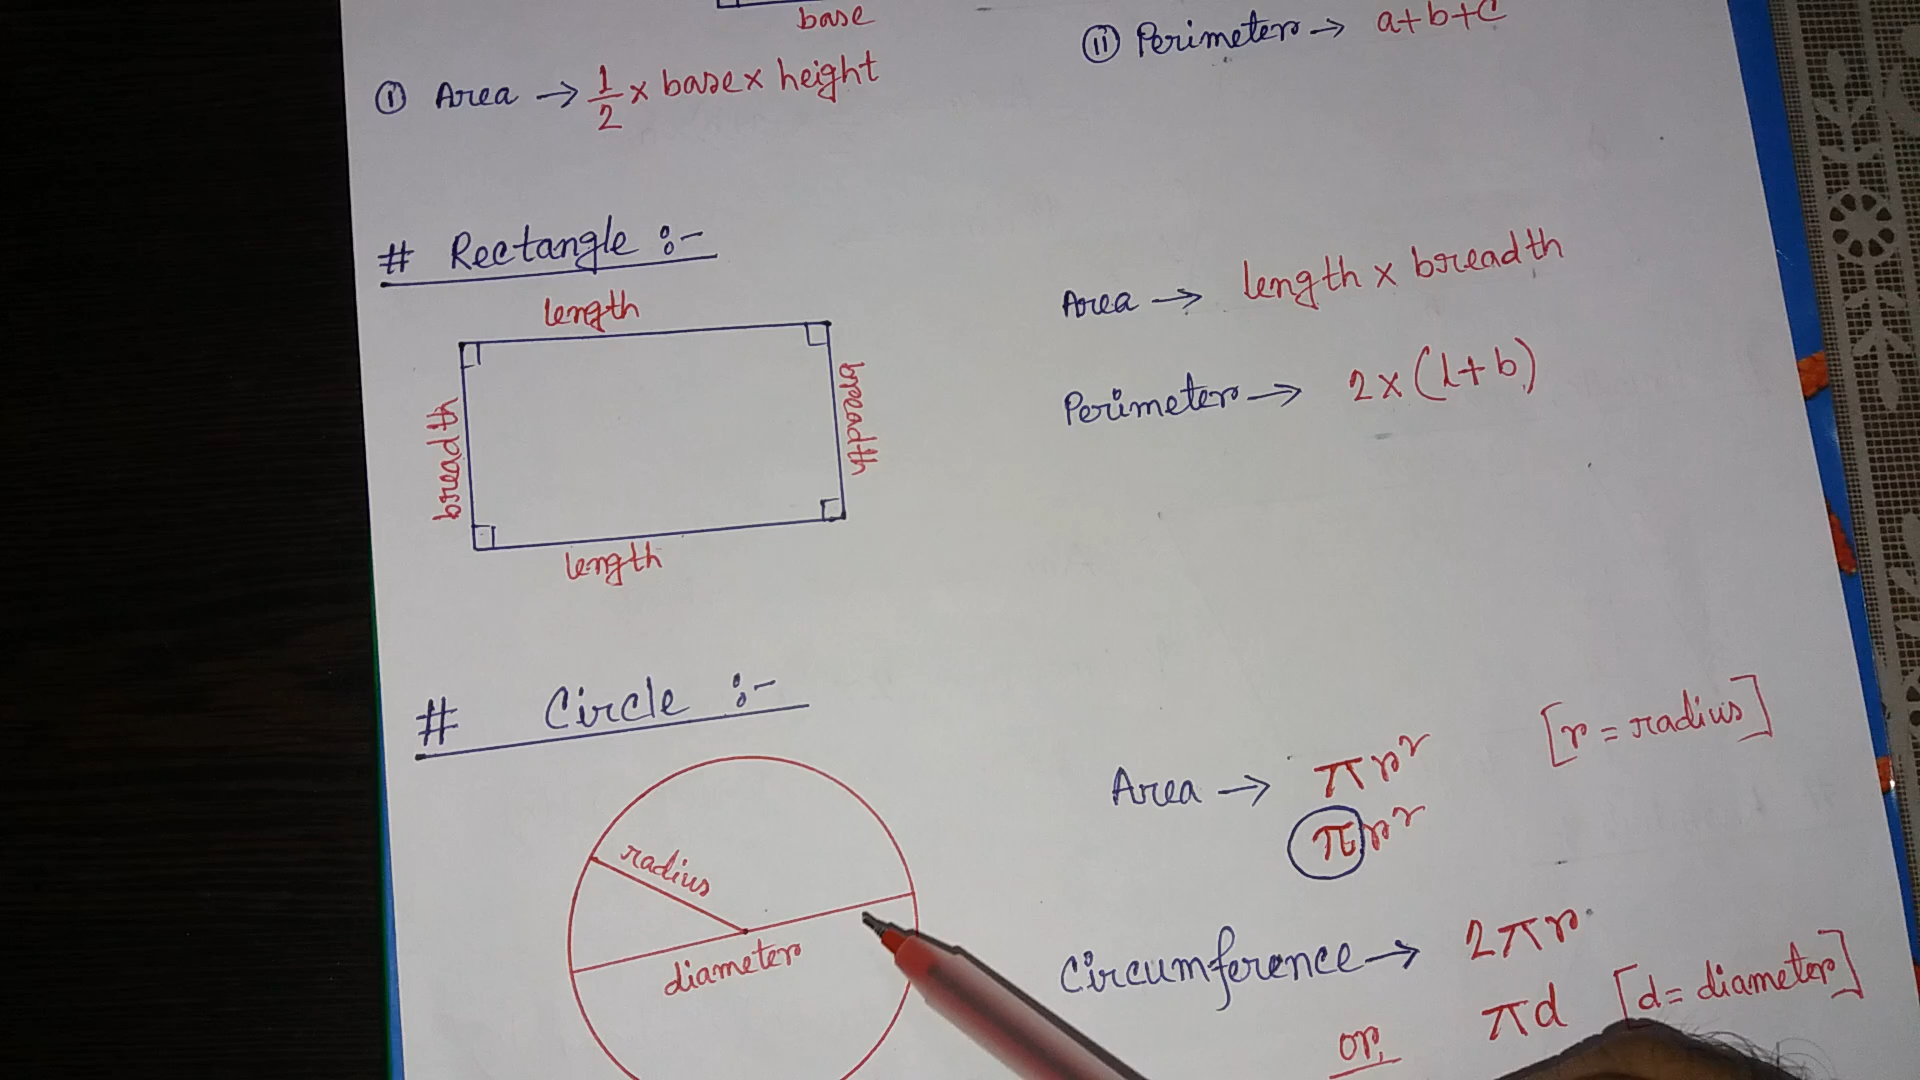 base
ⓘ Area → 1/2 × base × height
ⓘⓘ Perimeter → a+b+c
# Rectangle :-
length
breadth
breadth
length
Area → length × breadth
Perimeter → 2×(l+b)
# Circle :-
radius
diameter
Area → πr² [r = radius]
πr²
Circumference → 2πr
or, πd [d = diameter]